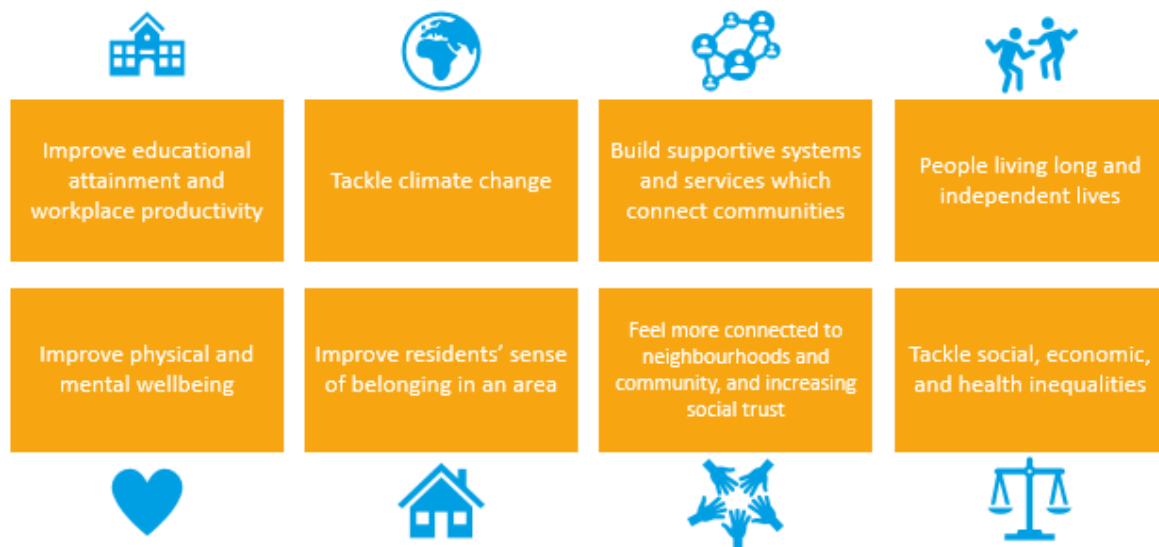 Improve educational
attainment and
workplace productivity
Tackle climate change
Build supportive systems
and services which
connect communities
People living long and
independent lives
Improve physical and
mental wellbeing
Improve residents’ sense
of belonging in an area
Feel more connected to
neighbourhoods and
community, and increasing
social trust
Tackle social, economic,
and health inequalities